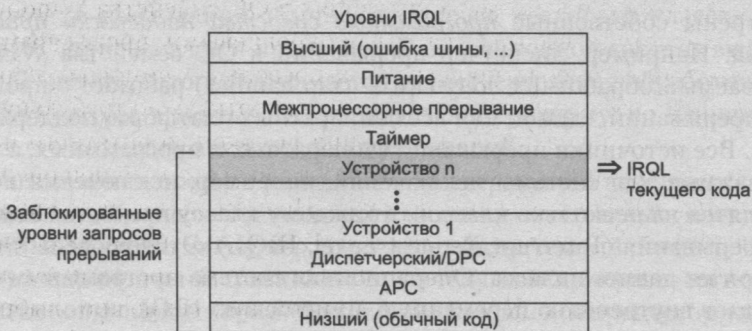 Уровни IRQL
Высший (ошибка шины, ...)
Питание
Межпроцессорное прерывание
Таймер
Устройство n
⇒ IRQL
текущего кода
Заблокированные
уровни запросов
прерываний
Устройство 1
Диспетчерский/DPC
APC
Низший (обычный код)